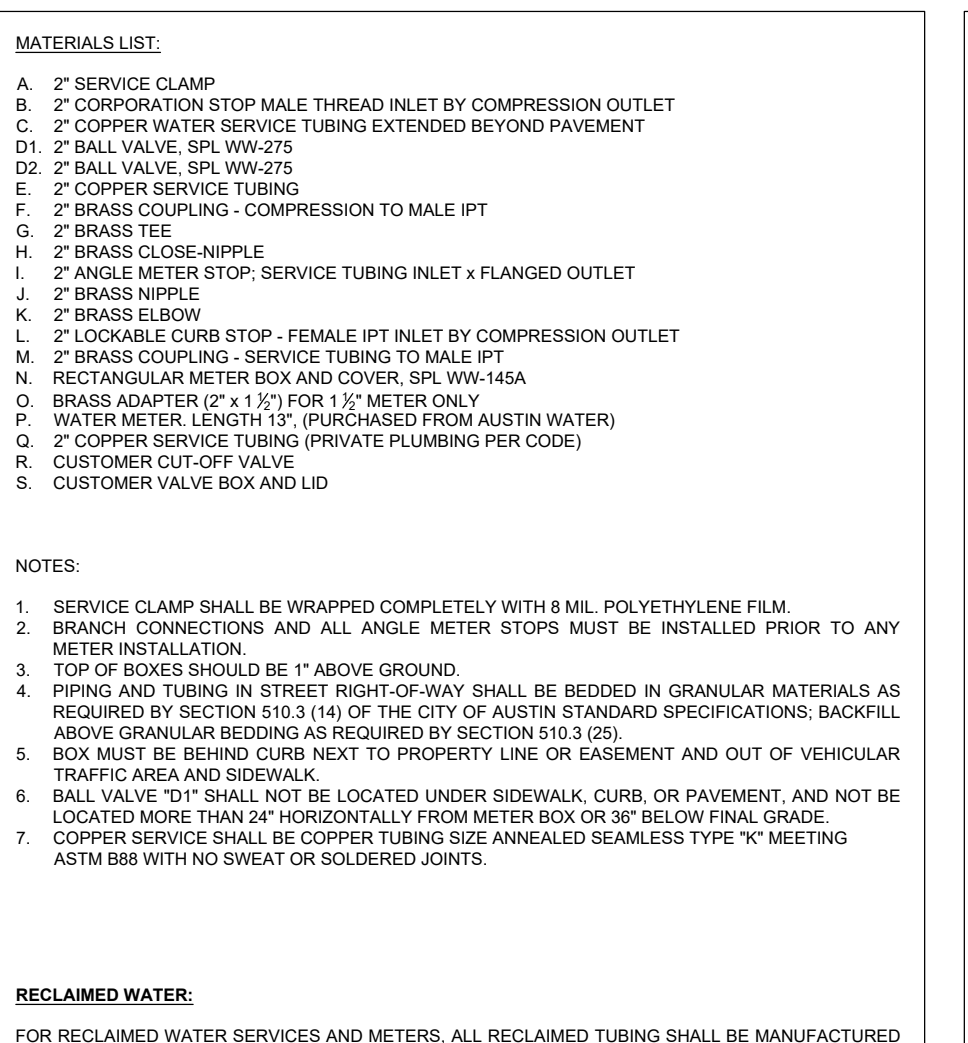 MATERIALS LIST:
A. 2" SERVICE CLAMP
B. 2" CORPORATION STOP MALE THREAD INLET BY COMPRESSION OUTLET
C. 2" COPPER WATER SERVICE TUBING EXTENDED BEYOND PAVEMENT
D1. 2" BALL VALVE, SPL WW-275
D2. 2" BALL VALVE, SPL WW-275
E. 2" COPPER SERVICE TUBING
F. 2" BRASS COUPLING - COMPRESSION TO MALE IPT
G. 2" BRASS TEE
H. 2" BRASS CLOSE-NIPPLE
I. 2" ANGLE METER STOP; SERVICE TUBING INLET x FLANGED OUTLET
J. 2" BRASS NIPPLE
K. 2" BRASS ELBOW
L. 2" LOCKABLE CURB STOP - FEMALE IPT INLET BY COMPRESSION OUTLET
M. 2" BRASS COUPLING - SERVICE TUBING TO MALE IPT
N. RECTANGULAR METER BOX AND COVER, SPL WW-145A
O. BRASS ADAPTER (2" x 1 ½") FOR 1 ½" METER ONLY
P. WATER METER. LENGTH 13", (PURCHASED FROM AUSTIN WATER)
Q. 2" COPPER SERVICE TUBING (PRIVATE PLUMBING PER CODE)
R. CUSTOMER CUT-OFF VALVE
S. CUSTOMER VALVE BOX AND LID
NOTES:
1. SERVICE CLAMP SHALL BE WRAPPED COMPLETELY WITH 8 MIL. POLYETHYLENE FILM.
2. BRANCH CONNECTIONS AND ALL ANGLE METER STOPS MUST BE INSTALLED PRIOR TO ANY
METER INSTALLATION.
3. TOP OF BOXES SHOULD BE 1" ABOVE GROUND.
4. PIPING AND TUBING IN STREET RIGHT-OF-WAY SHALL BE BEDDED IN GRANULAR MATERIALS AS
REQUIRED BY SECTION 510.3 (14) OF THE CITY OF AUSTIN STANDARD SPECIFICATIONS; BACKFILL
ABOVE GRANULAR BEDDING AS REQUIRED BY SECTION 510.3 (25).
5. BOX MUST BE BEHIND CURB NEXT TO PROPERTY LINE OR EASEMENT AND OUT OF VEHICULAR
TRAFFIC AREA AND SIDEWALK.
6. BALL VALVE "D1" SHALL NOT BE LOCATED UNDER SIDEWALK, CURB, OR PAVEMENT, AND NOT BE
LOCATED MORE THAN 24" HORIZONTALLY FROM METER BOX OR 36" BELOW FINAL GRADE.
7. COPPER SERVICE SHALL BE COPPER TUBING SIZE ANNEALED SEAMLESS TYPE "K" MEETING
ASTM B88 WITH NO SWEAT OR SOLDERED JOINTS.
RECLAIMED WATER:
FOR RECLAIMED WATER SERVICES AND METERS, ALL RECLAIMED TUBING SHALL BE MANUFACTURED